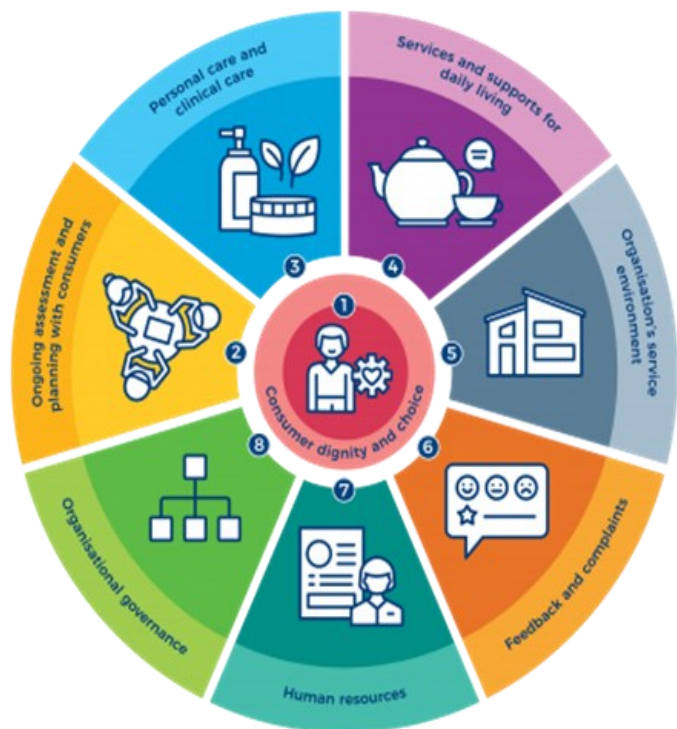 Personal care and
clinical care
Services and supports for
daily living
Ongoing assessment and
planning with consumers
Organisation's service
environment
3
4
1
2
5
Consumer dignity and choice
8
6
7
Organisational governance
Feedback and complaints
Human resources